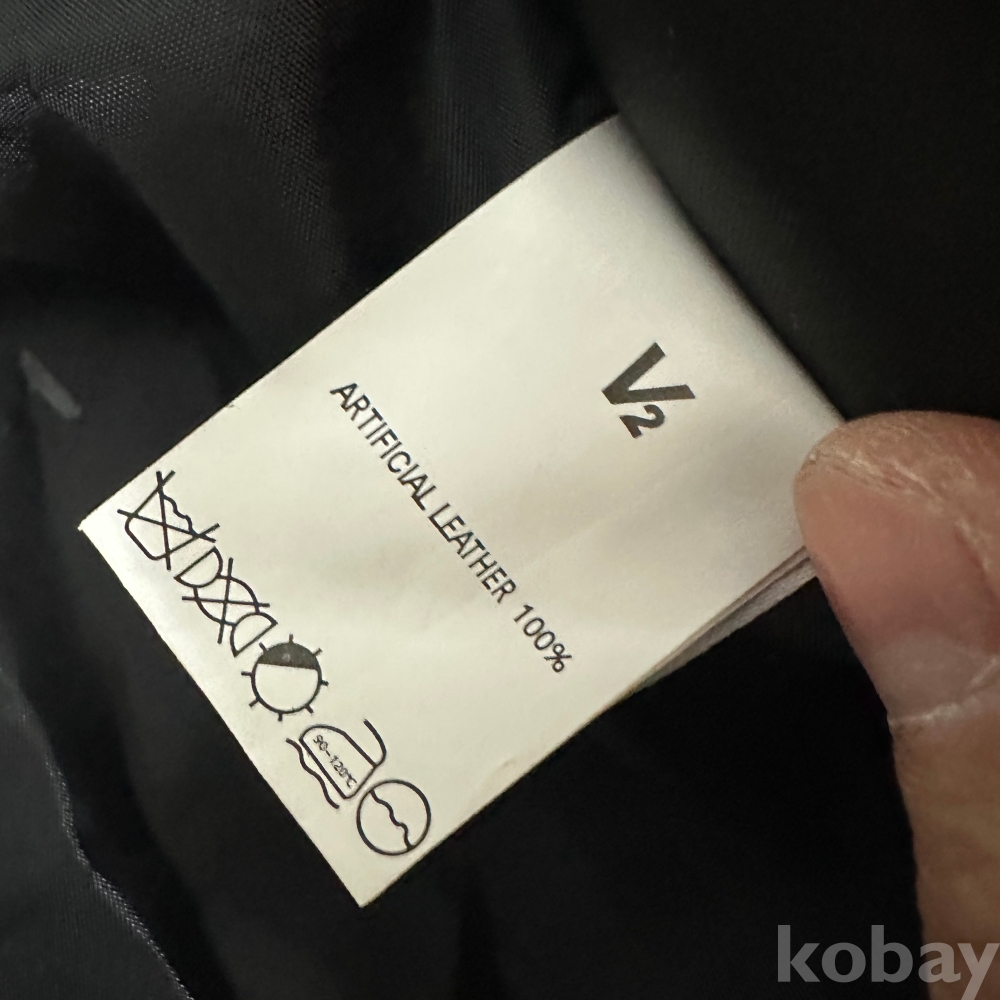 V2
ARTIFICIAL LEATHER 100%
90-120℃
kobay